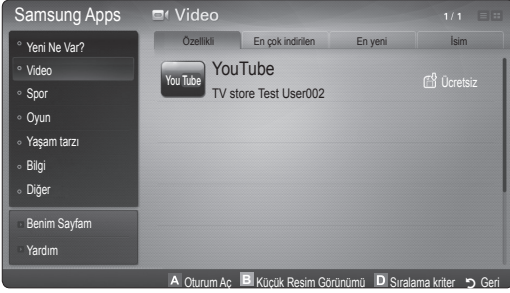 Samsung Apps
Video
1/1
Yeni Ne Var?
Video
Spor
Oyun
Yaşam tarzı
Bilgi
Diğer
Benim Sayfam
Yardım
Özellikli
En çok indirilen
En yeni
İsim
You Tube
YouTube
TV store Test User002
Ücretsiz
A Oturum Aç B Küçük Resim Görünümü D Sıralama kriter Geri